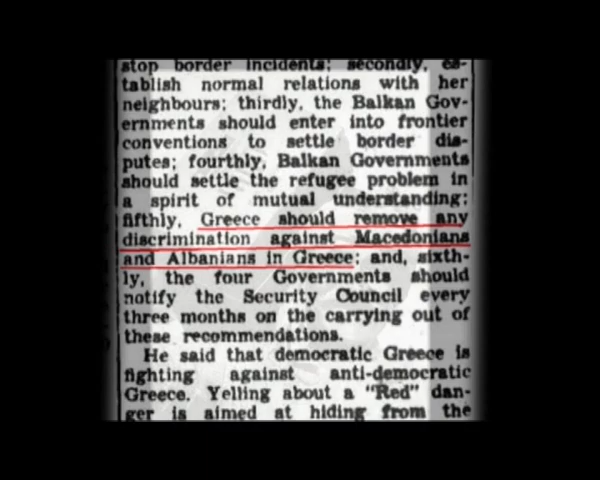 stop border incidents; secondly, es-
tablish normal relations with her
neighbours; thirdly, the Balkan Gov-
ernments should enter into frontier
conventions to settle border dis-
putes; fourthly, Balkan Governments
should settle the refugee problem in
a spirit of mutual understanding;
fifthly, Greece should remove any
discrimination against Macedonians
and Albanians in Greece; and, sixth-
ly, the four Governments should
notify the Security Council every
three months on the carrying out of
these recommendations.
He said that democratic Greece is
fighting against anti-democratic
Greece. Yelling about a "Red" dan-
ger is aimed at hiding from the